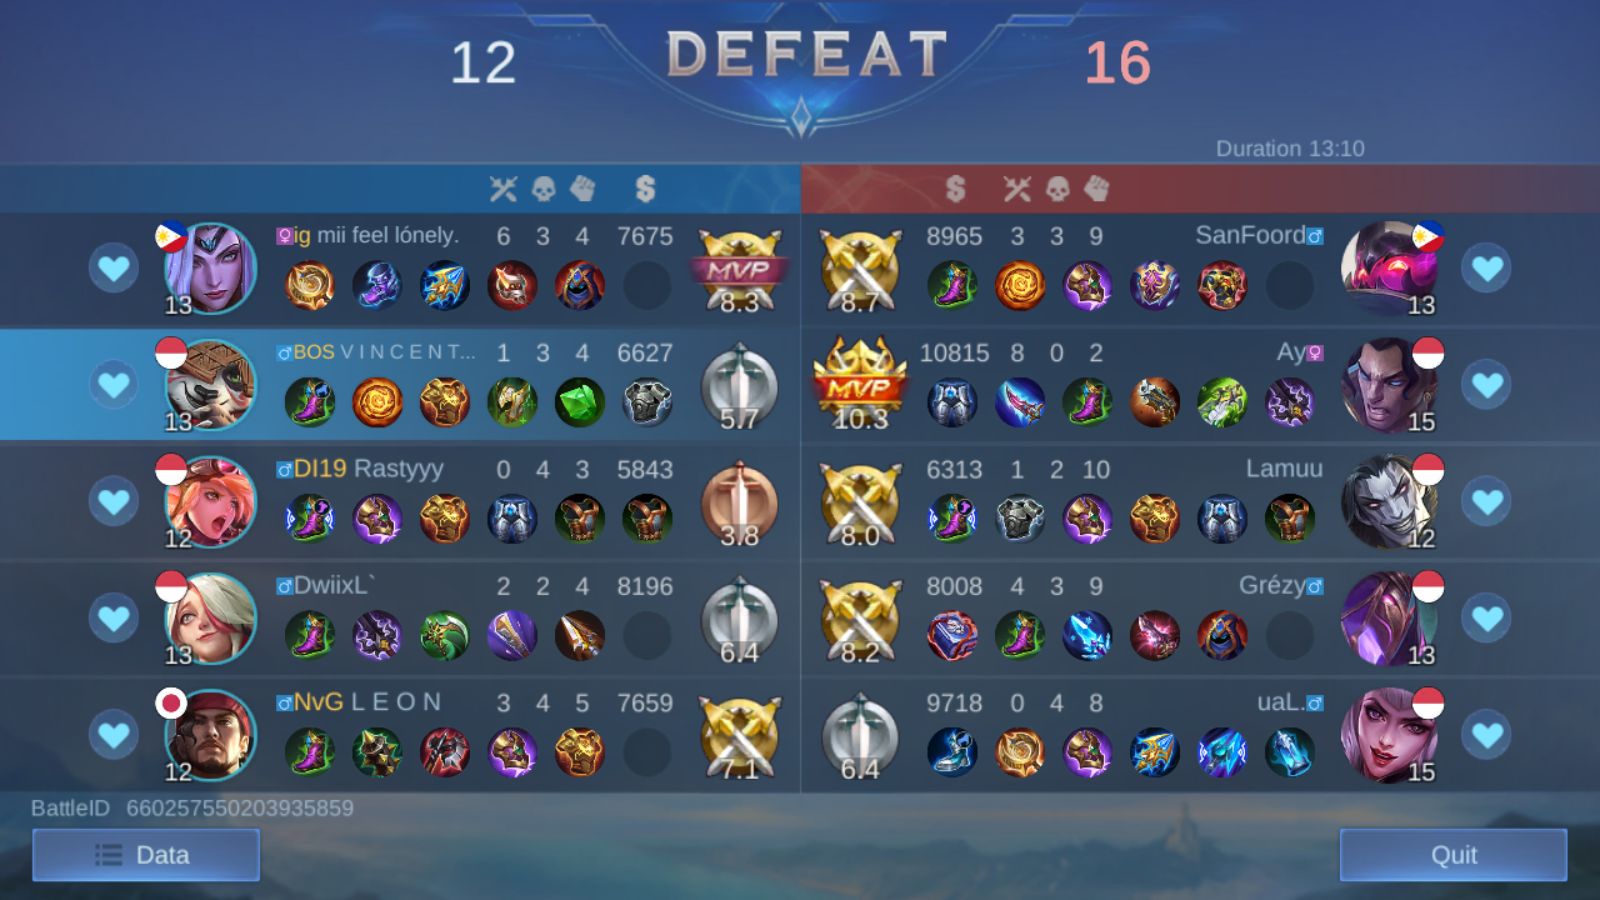 12 DEFEAT 16
Duration 13:10
ig mii feel lónely. 6 3 4 7675 MVP 8.3 13
8.7 8965 3 3 9 SanFoord 13
BOS V I N C E N T... 1 3 4 6627 5.7 13
MVP 10.3 10815 8 0 2 Ay 15
DI19 Rastyyy 0 4 3 5843 3.8 12
8.0 6313 1 2 10 Lamuu 12
DwiixL` 2 2 4 8196 6.4 13
8.2 8008 4 3 9 Grézy 13
NvG L E O N 3 4 5 7659 7.1 12
6.4 9718 0 4 8 uaL. 15
BattleID 660257550203935859
Data
Quit